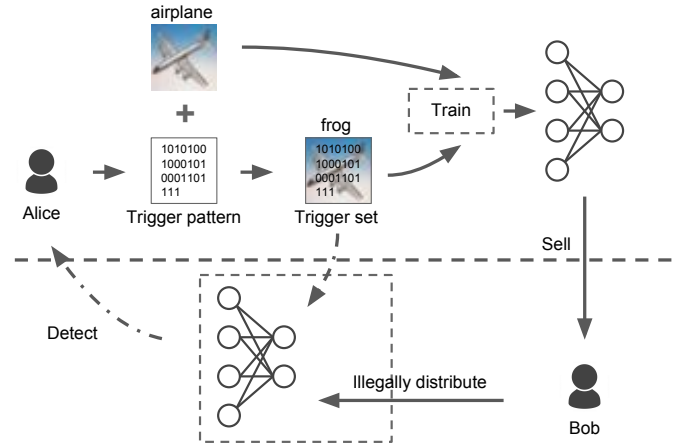 airplane
+
frog
1010100
1000101
0001101
111
1010100
1000101
0001101
111
Train
Alice
Trigger pattern
Trigger set
Sell
Detect
Illegally distribute
Bob